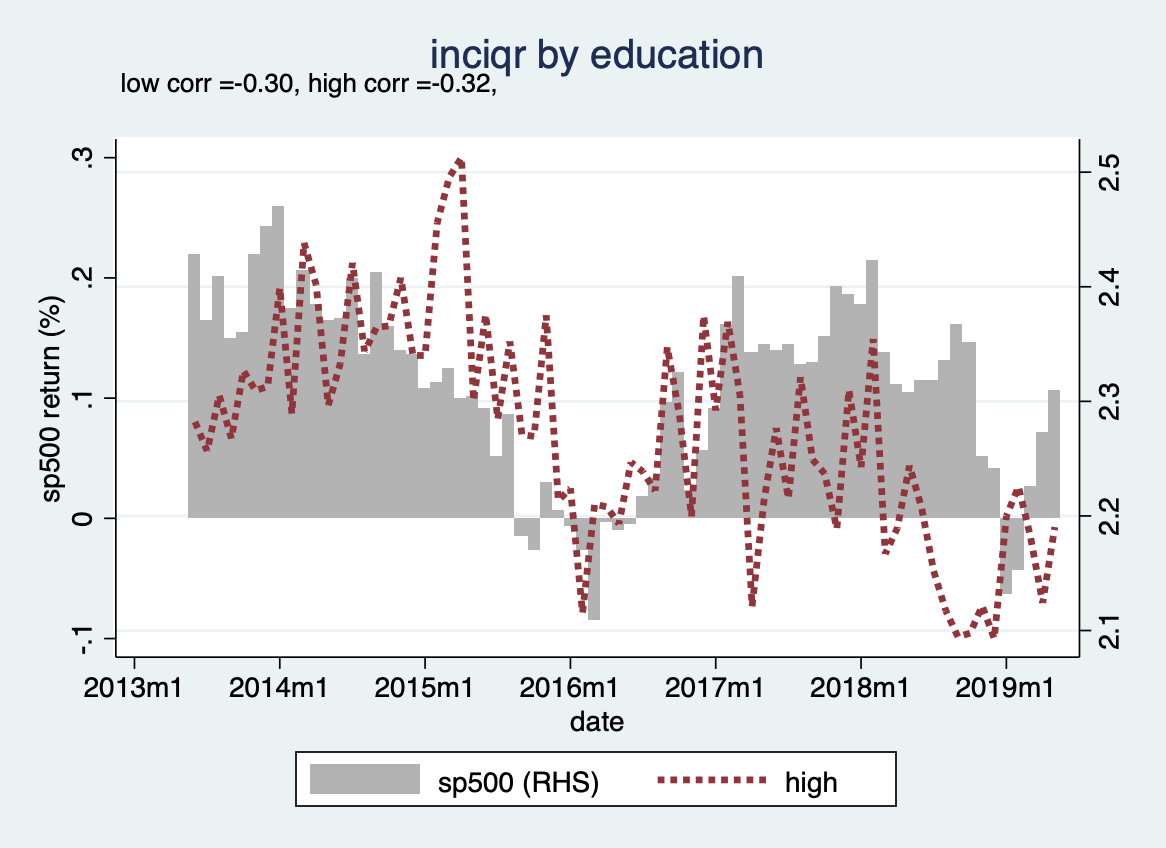 inciqr by education
low corr =-0.30, high corr =-0.32,
.3
.2
.1
0
-.1
sp500 return (%)
2.5
2.4
2.3
2.2
2.1
2013m1 2014m1 2015m1 2016m1 2017m1 2018m1 2019m1
date
sp500 (RHS) high